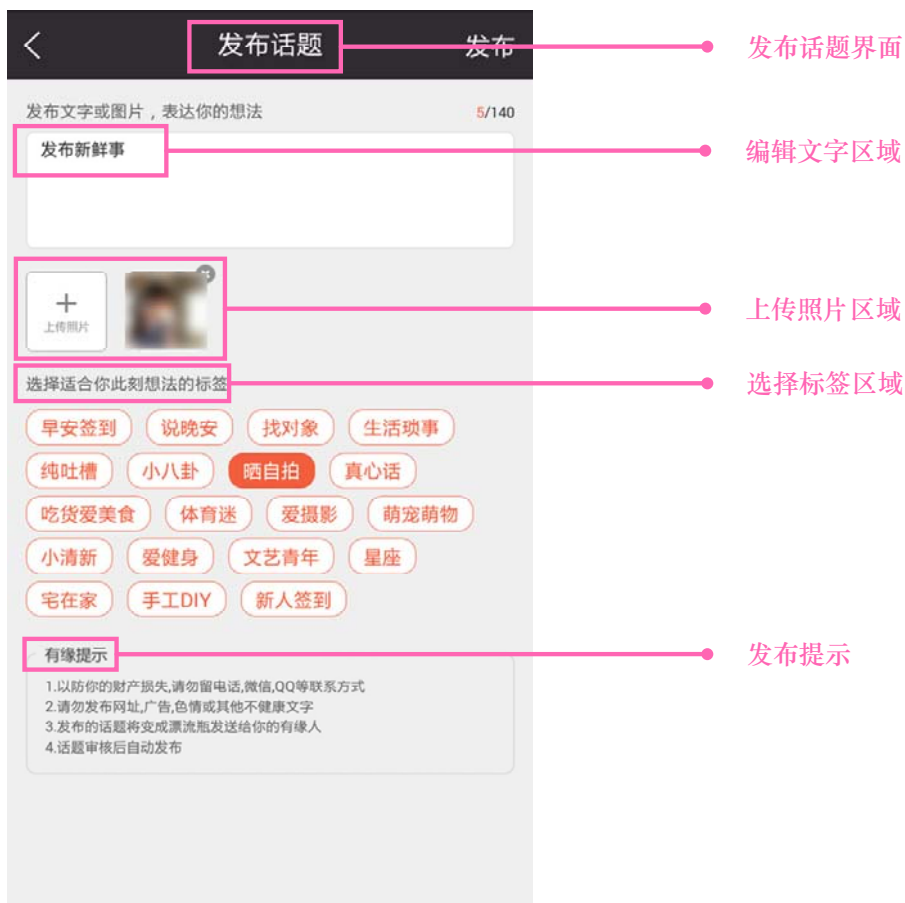 发布话题 发布 发布话题界面
发布文字或图片，表达你的想法 5/140
发布新鲜事 编辑文字区域
上传照片 上传照片区域
选择适合你此刻想法的标签 选择标签区域
早安签到 说晚安 找对象 生活琐事
纯吐槽 小八卦 晒自拍 真心话
吃货爱美食 体育迷 爱摄影 萌宠萌物
小清新 爱健身 文艺青年 星座
宅在家 手工DIY 新人签到
有缘提示 发布提示
1.以防你的财产损失,请勿留电话,微信,QQ等联系方式
2.请勿发布网址,广告,色情或其他不健康文字
3.发布的话题将变成漂流瓶发送给你的有缘人
4.话题审核后自动发布